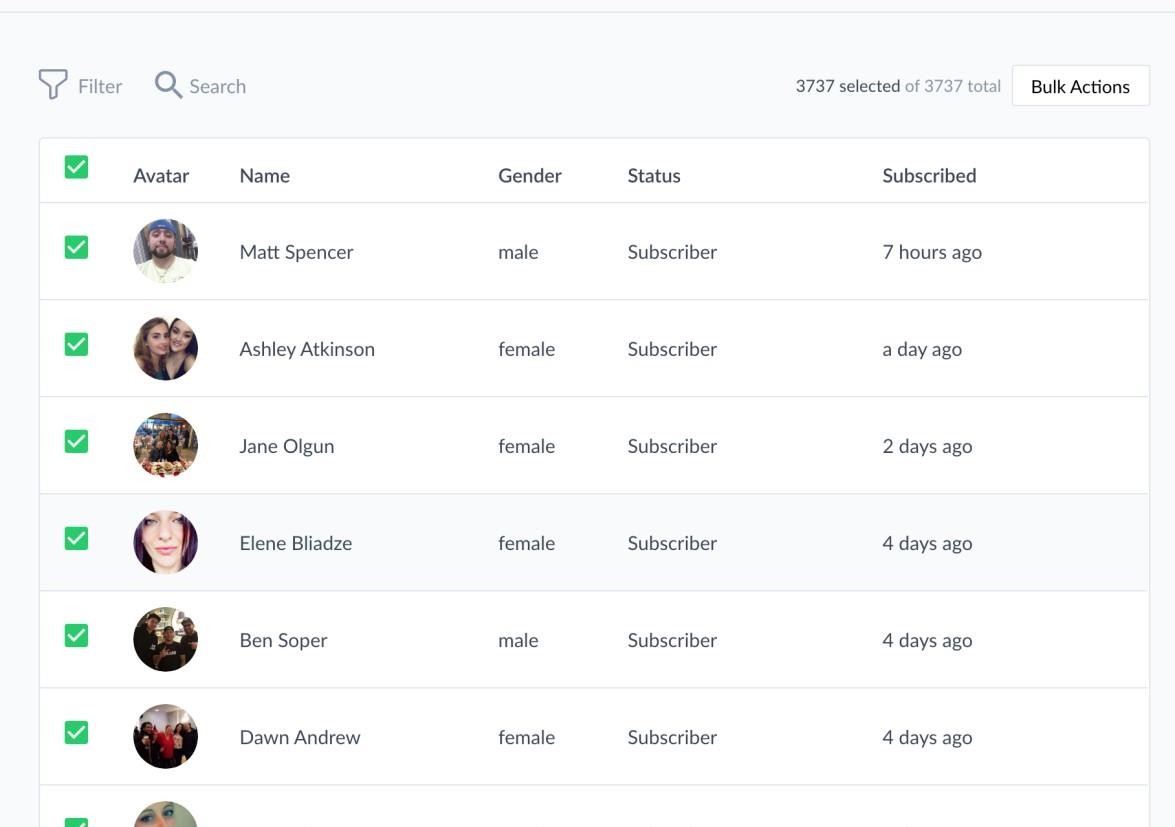 Filter Search 3737 selected of 3737 total Bulk Actions
Avatar Name Gender Status Subscribed
Matt Spencer male Subscriber 7 hours ago
Ashley Atkinson female Subscriber a day ago
Jane Olgun female Subscriber 2 days ago
Elene Bliadze female Subscriber 4 days ago
Ben Soper male Subscriber 4 days ago
Dawn Andrew female Subscriber 4 days ago